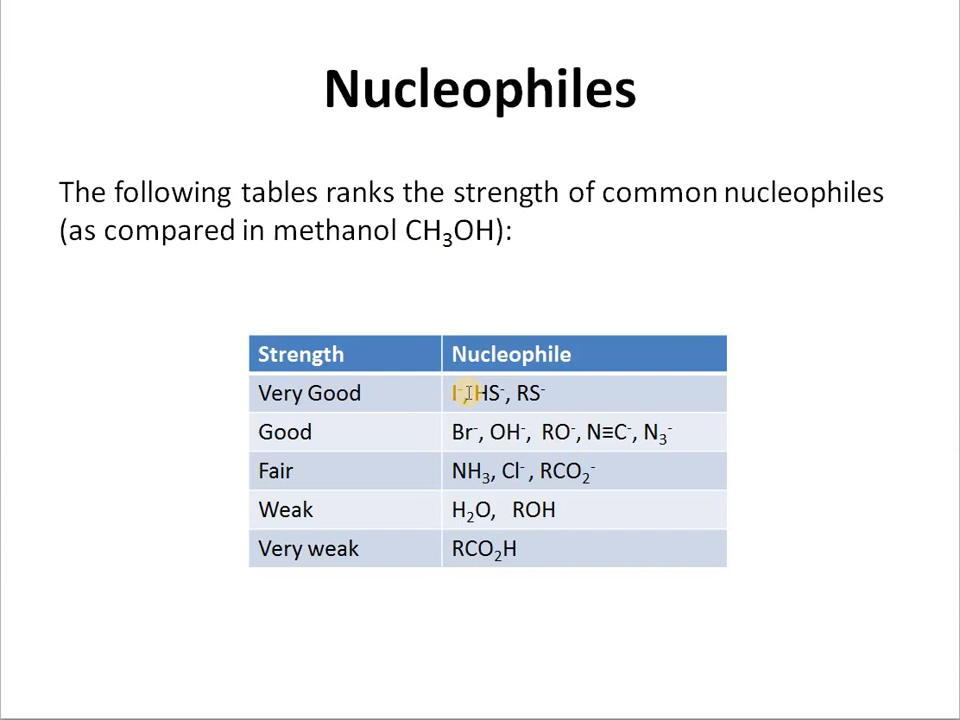 Nucleophiles
The following tables ranks the strength of common nucleophiles
(as compared in methanol CH₃OH):
Strength Nucleophile
Very Good I⁻, HS⁻, RS⁻
Good Br⁻, OH⁻, RO⁻, N≡C⁻, N₃⁻
Fair NH₃, Cl⁻ , RCO₂⁻
Weak H₂O, ROH
Very weak RCO₂H